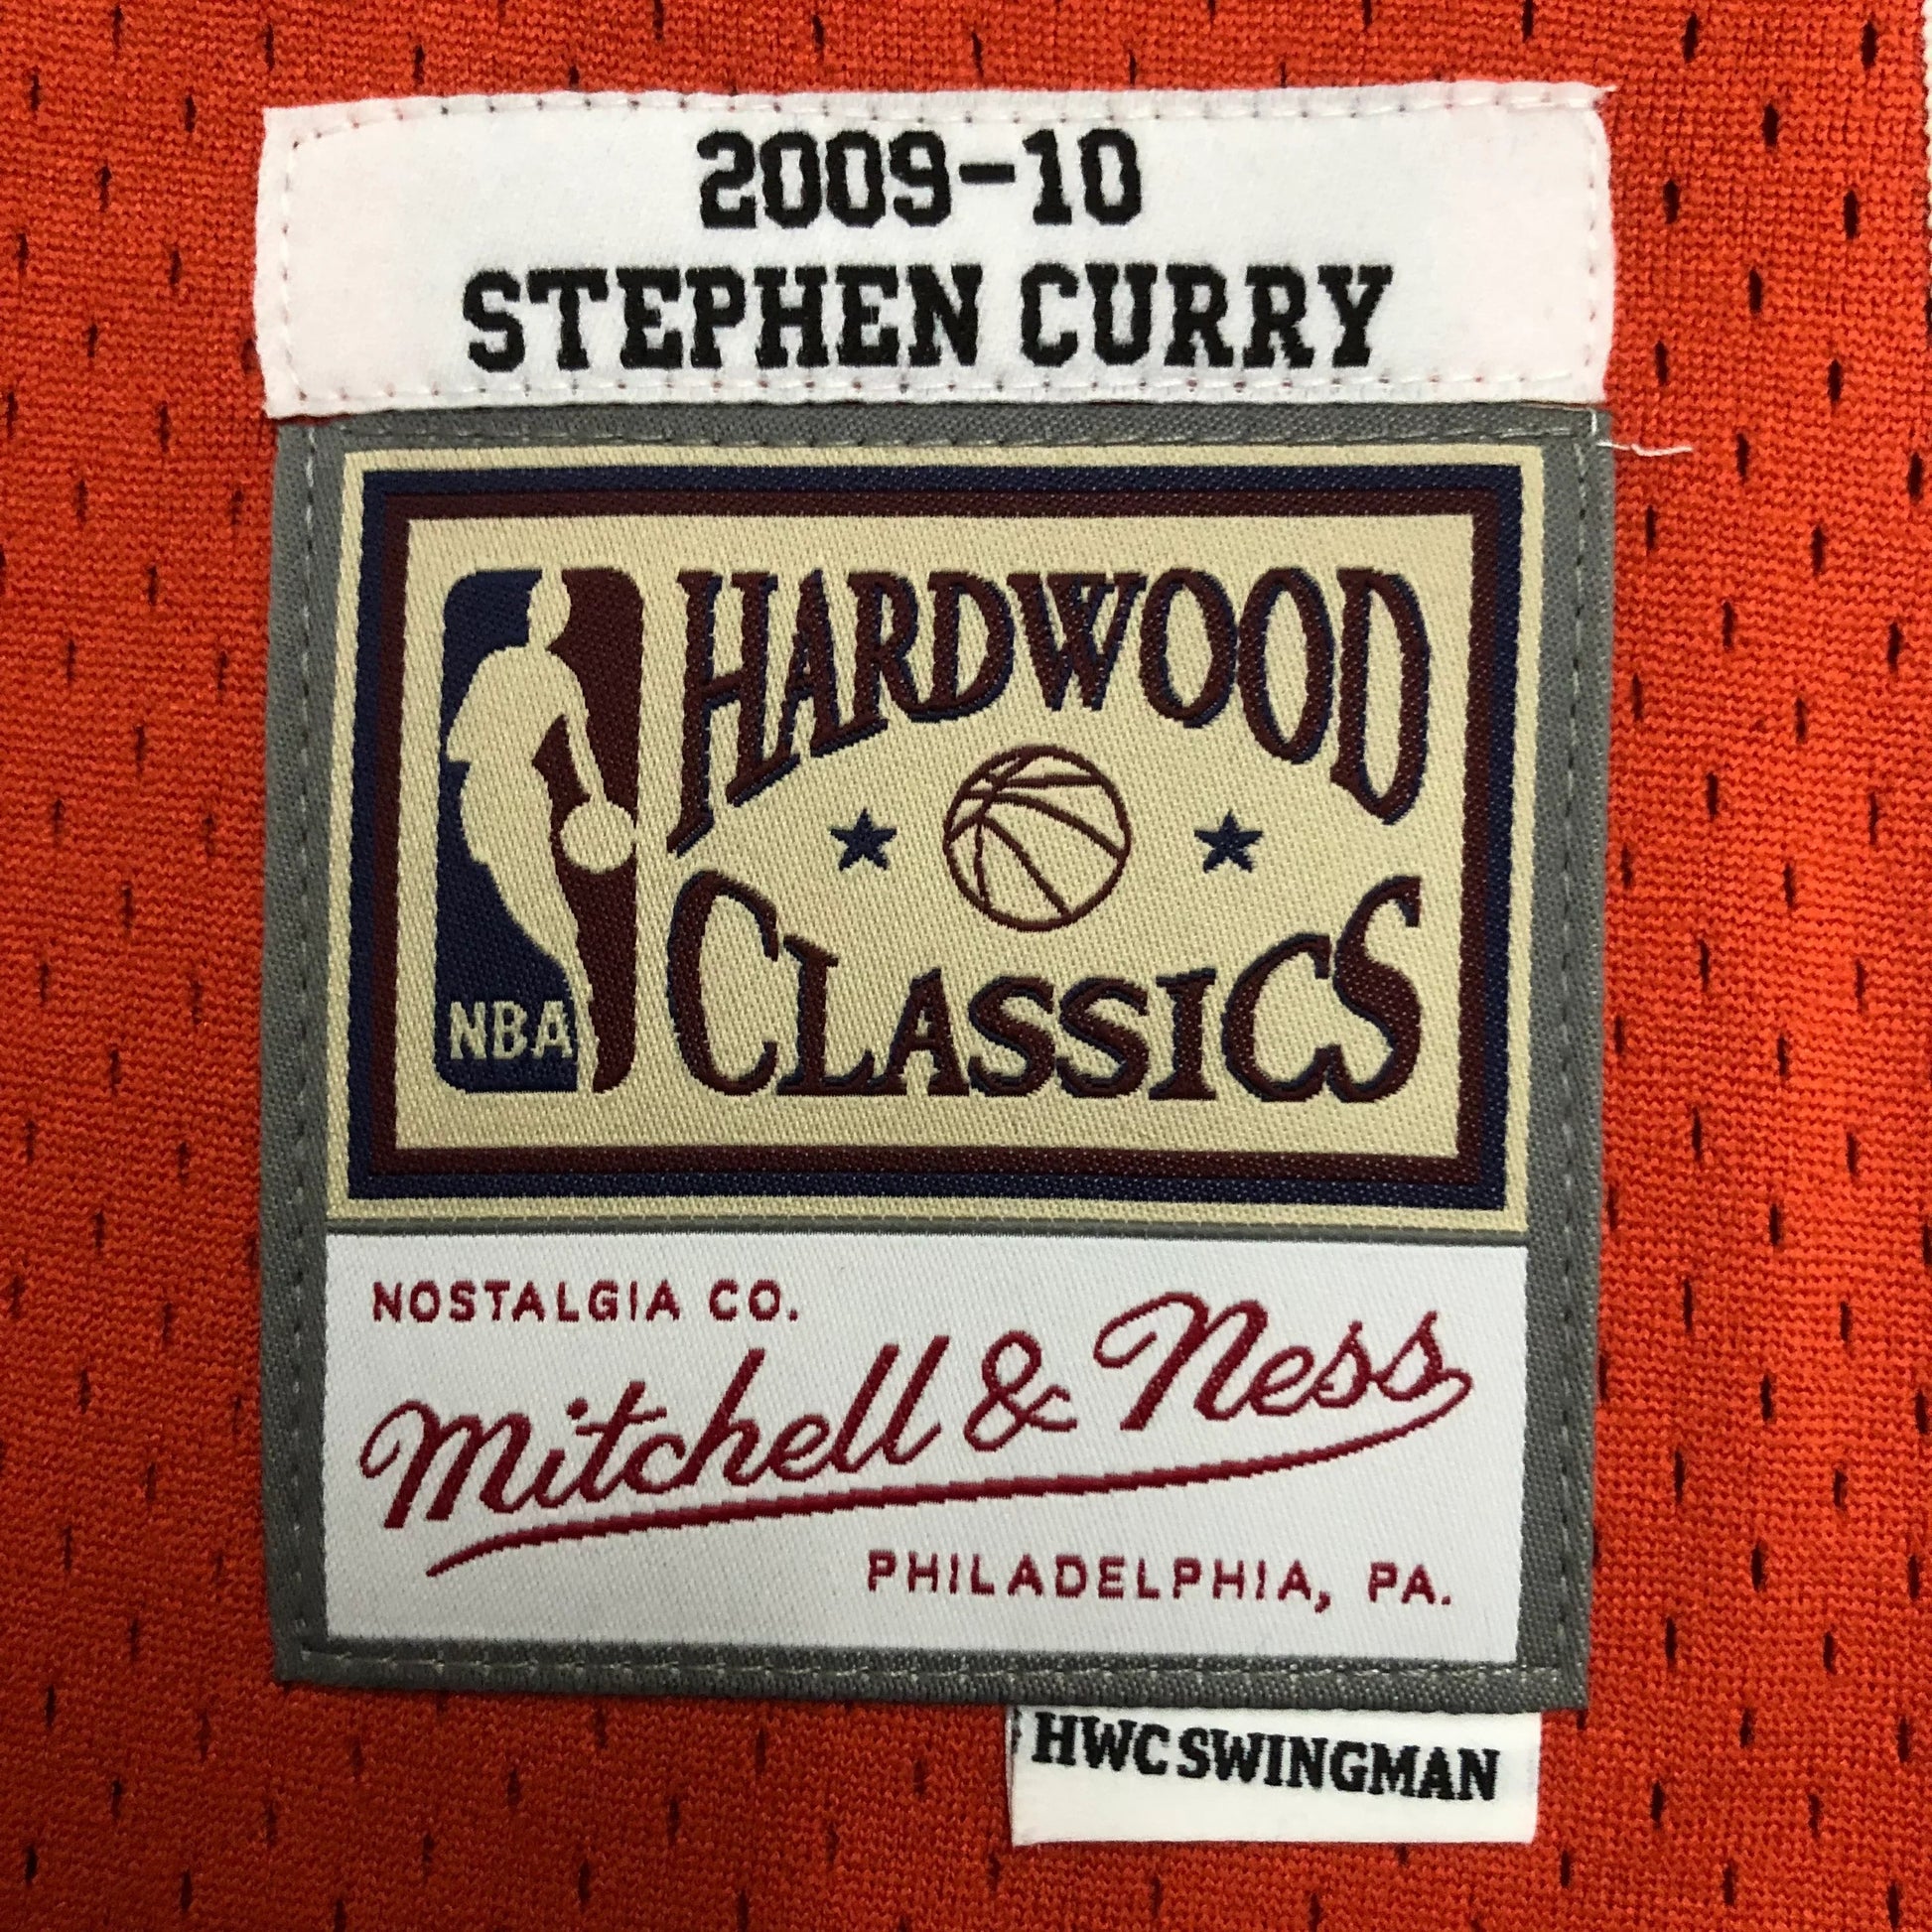 2009-10
STEPHEN CURRY
HARDWOOD
CLASSICS
NBA
NOSTALGIA CO.
Mitchell & Ness
PHILADELPHIA, PA.
HWC SWINGMAN